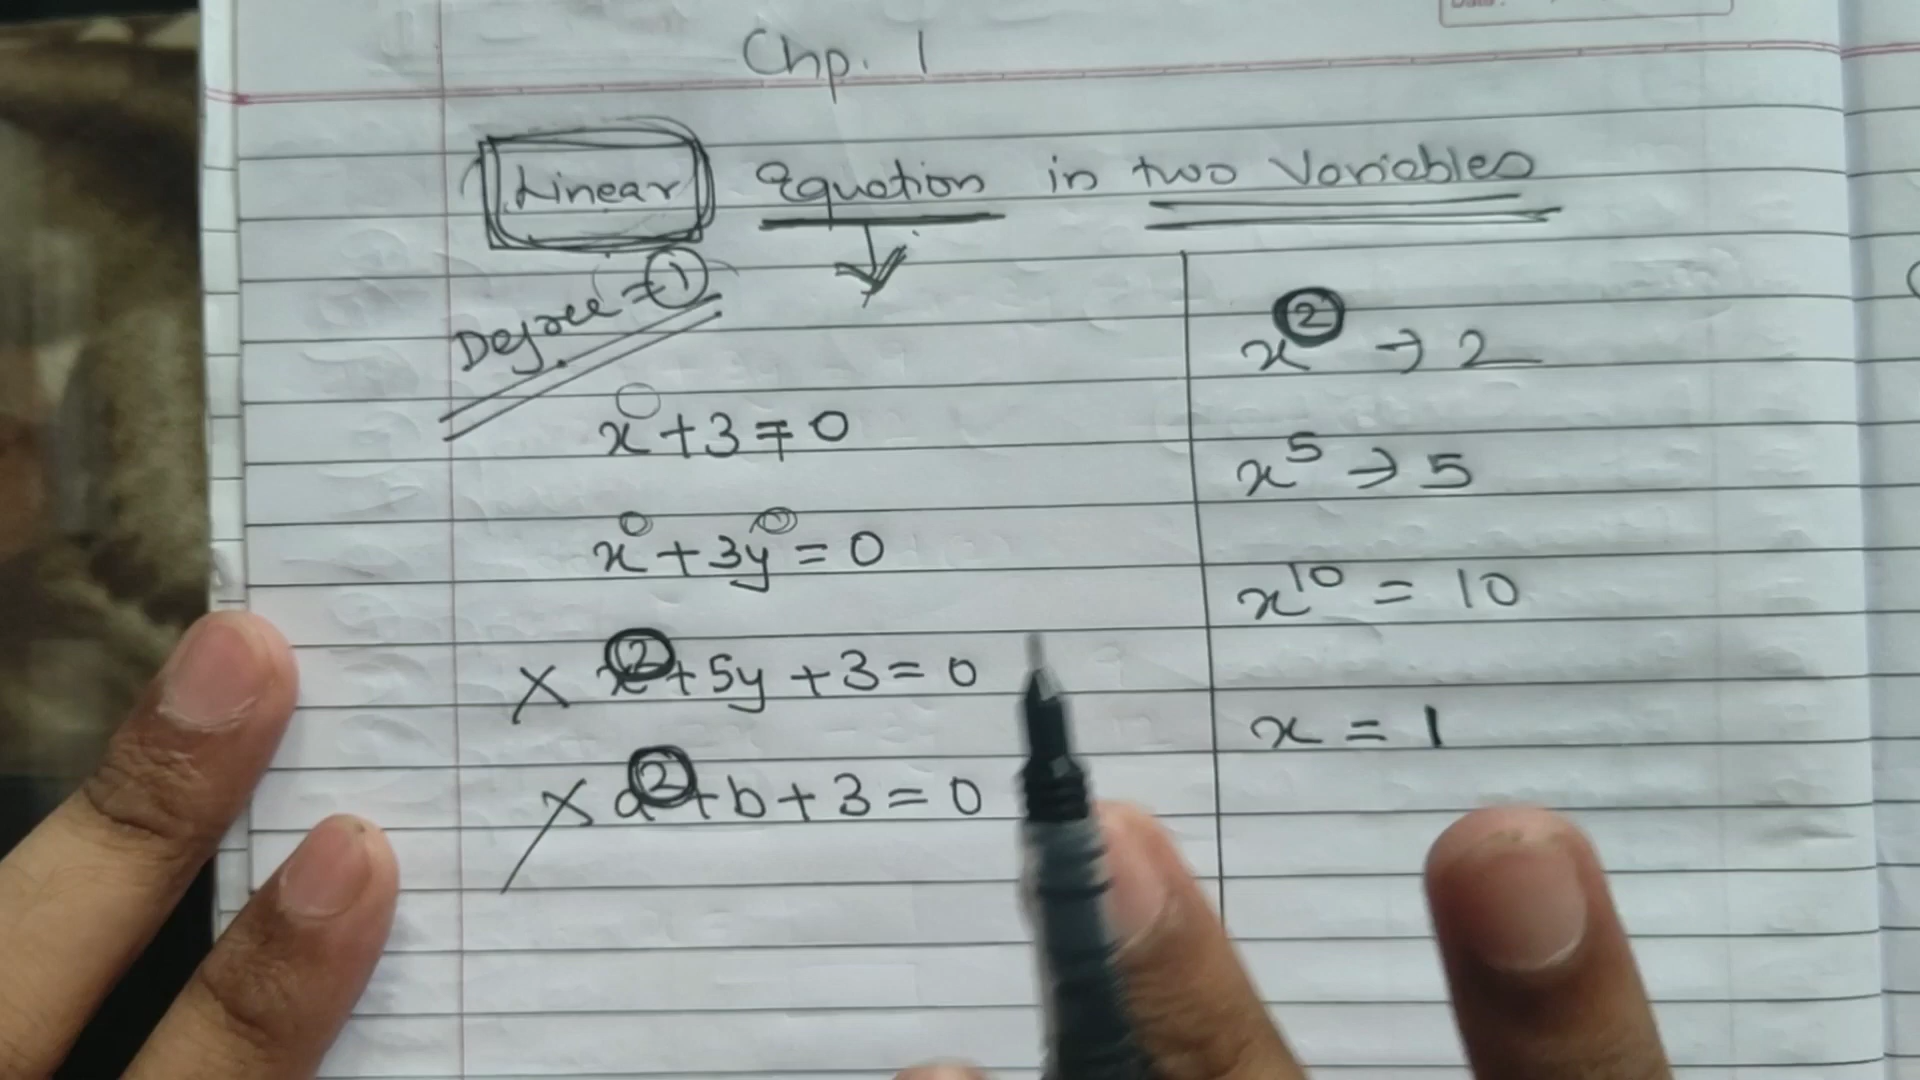 Chp. 1
Linear Equation in two Variables
Degree = 1
x + 3 = 0
x + 3y = 0
× x² + 5y + 3 = 0
× a² + b + 3 = 0
x² → 2
x⁵ → 5
x¹⁰ = 10
x = 1